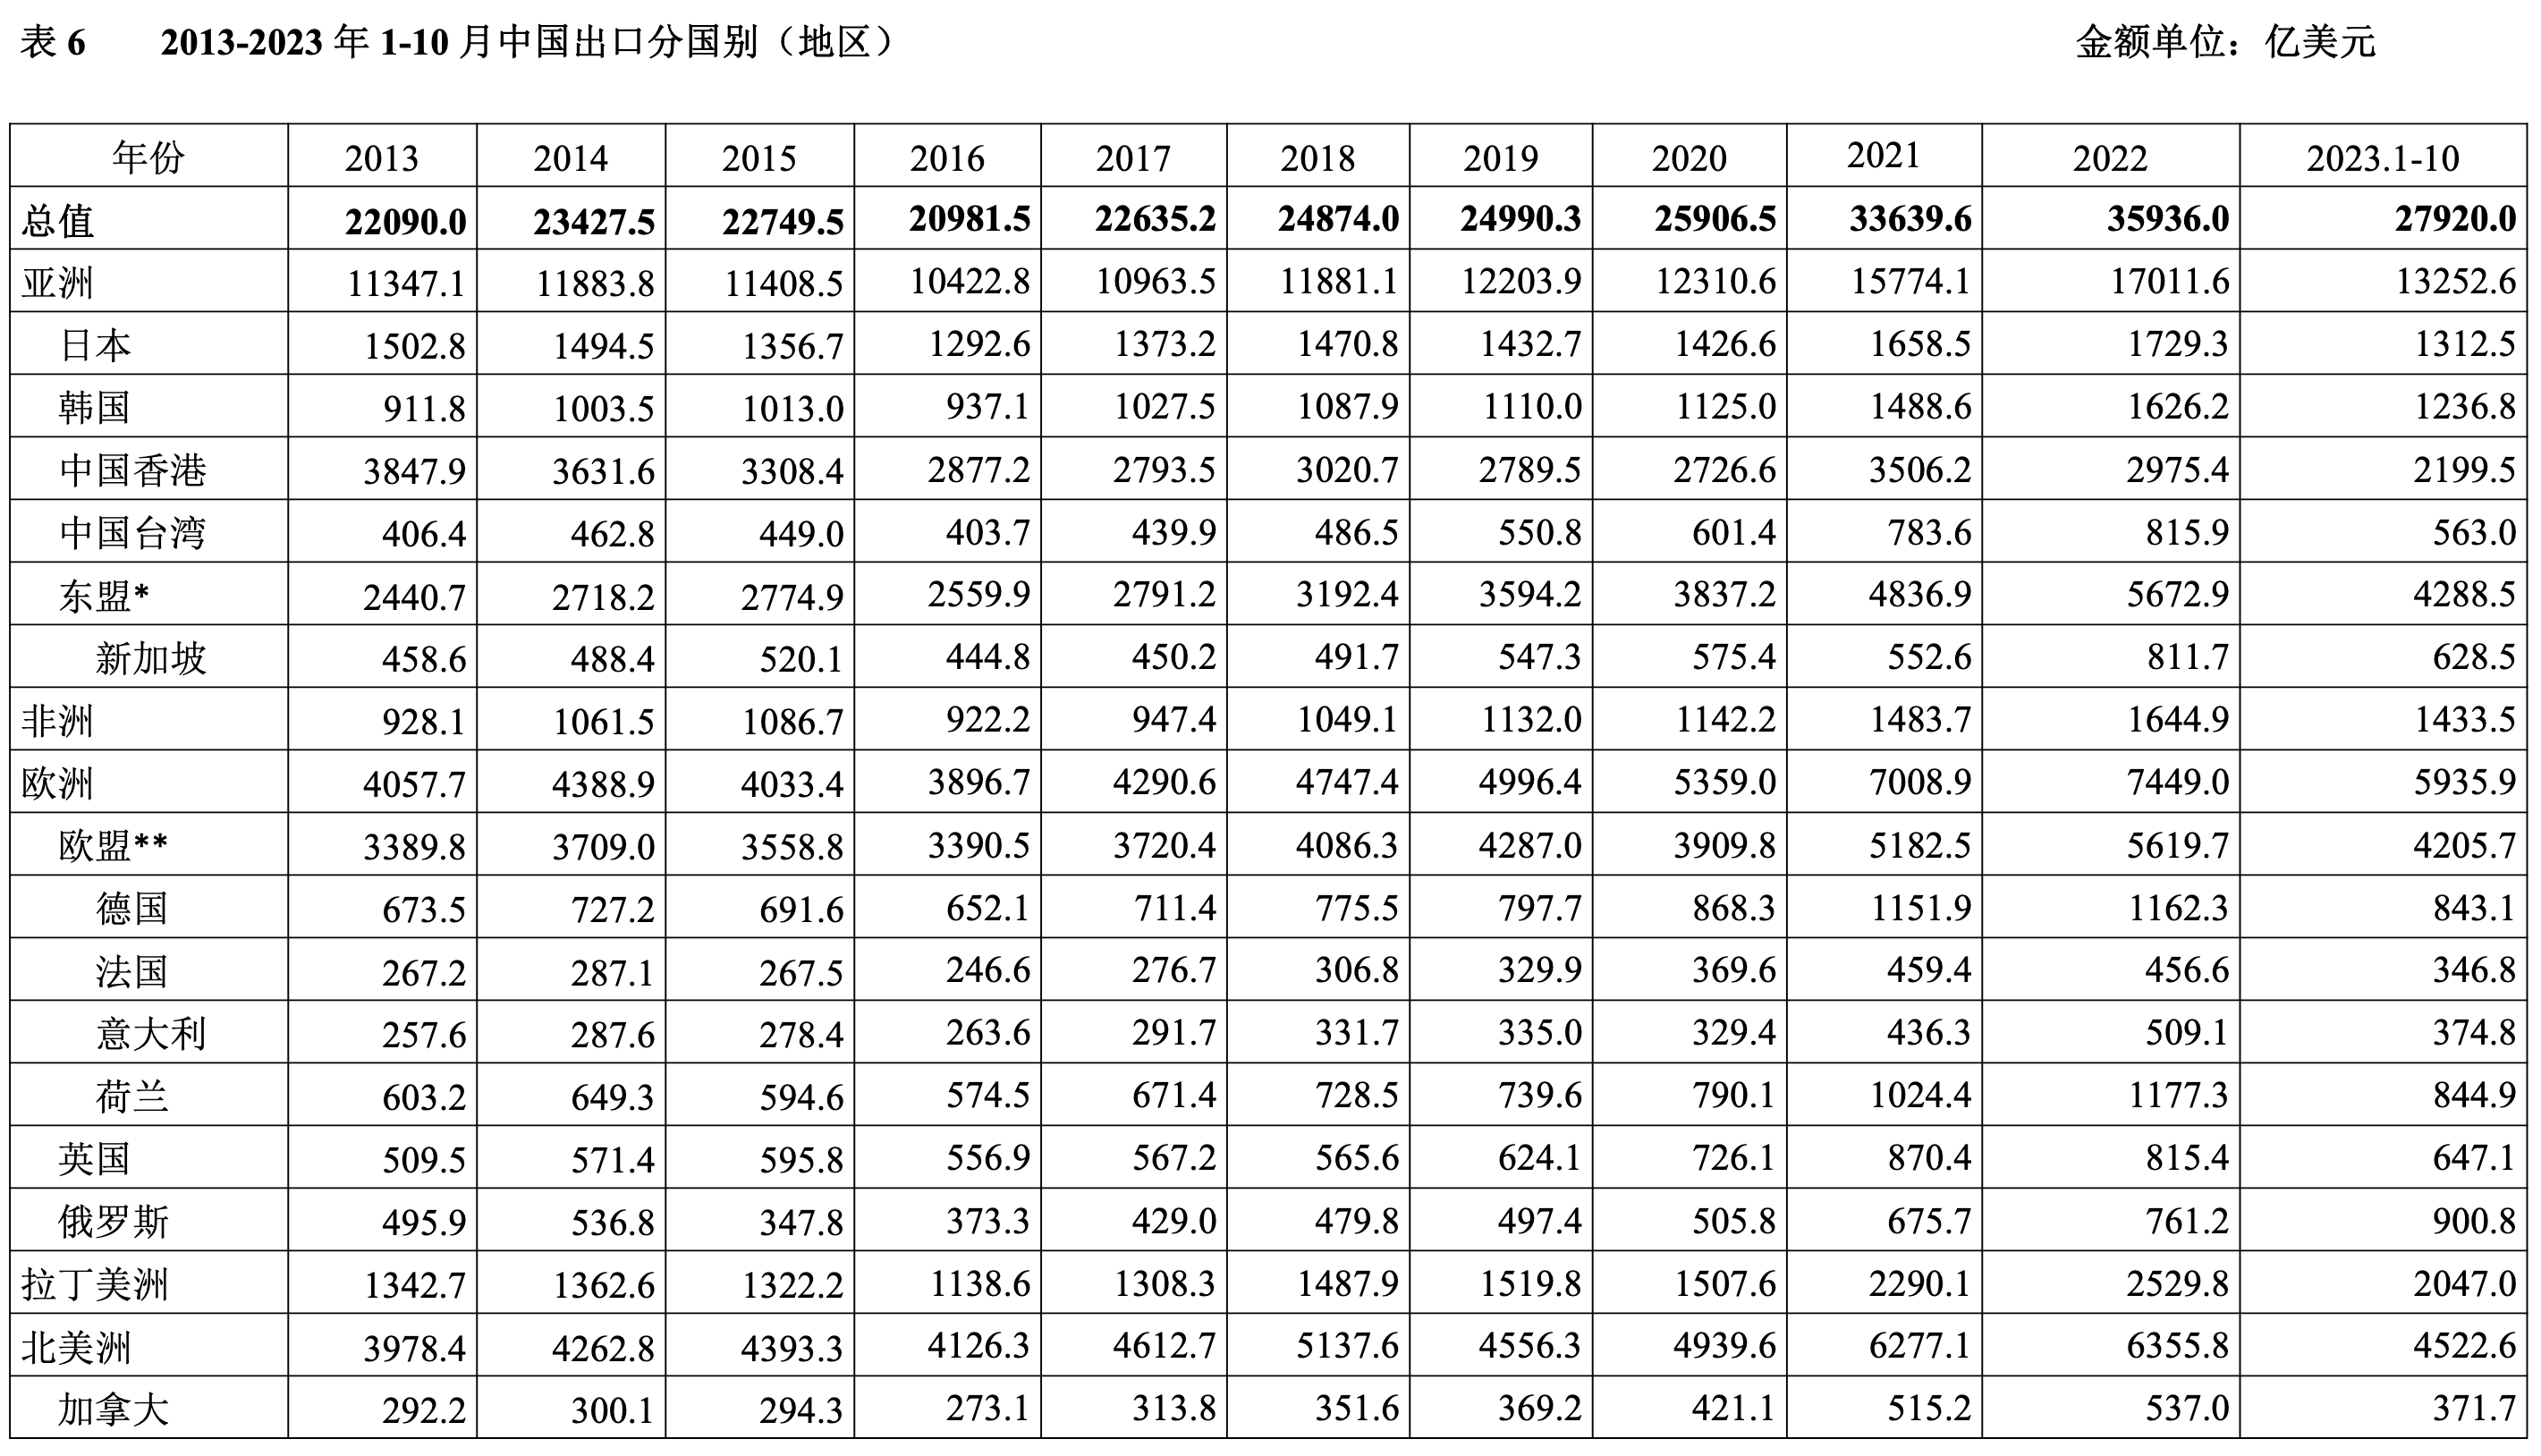 表 6 2013-2023 年 1-10 月中国出口分国别（地区） 金额单位：亿美元
年份 2013 2014 2015 2016 2017 2018 2019 2020 2021 2022 2023.1-10
总值 22090.0 23427.5 22749.5 20981.5 22635.2 24874.0 24990.3 25906.5 33639.6 35936.0 27920.0
亚洲 11347.1 11883.8 11408.5 10422.8 10963.5 11881.1 12203.9 12310.6 15774.1 17011.6 13252.6
日本 1502.8 1494.5 1356.7 1292.6 1373.2 1470.8 1432.7 1426.6 1658.5 1729.3 1312.5
韩国 911.8 1003.5 1013.0 937.1 1027.5 1087.9 1110.0 1125.0 1488.6 1626.2 1236.8
中国香港 3847.9 3631.6 3308.4 2877.2 2793.5 3020.7 2789.5 2726.6 3506.2 2975.4 2199.5
中国台湾 406.4 462.8 449.0 403.7 439.9 486.5 550.8 601.4 783.6 815.9 563.0
东盟* 2440.7 2718.2 2774.9 2559.9 2791.2 3192.4 3594.2 3837.2 4836.9 5672.9 4288.5
新加坡 458.6 488.4 520.1 444.8 450.2 491.7 547.3 575.4 552.6 811.7 628.5
非洲 928.1 1061.5 1086.7 922.2 947.4 1049.1 1132.0 1142.2 1483.7 1644.9 1433.5
欧洲 4057.7 4388.9 4033.4 3896.7 4290.6 4747.4 4996.4 5359.0 7008.9 7449.0 5935.9
欧盟** 3389.8 3709.0 3558.8 3390.5 3720.4 4086.3 4287.0 3909.8 5182.5 5619.7 4205.7
德国 673.5 727.2 691.6 652.1 711.4 775.5 797.7 868.3 1151.9 1162.3 843.1
法国 267.2 287.1 267.5 246.6 276.7 306.8 329.9 369.6 459.4 456.6 346.8
意大利 257.6 287.6 278.4 263.6 291.7 331.7 335.0 329.4 436.3 509.1 374.8
荷兰 603.2 649.3 594.6 574.5 671.4 728.5 739.6 790.1 1024.4 1177.3 844.9
英国 509.5 571.4 595.8 556.9 567.2 565.6 624.1 726.1 870.4 815.4 647.1
俄罗斯 495.9 536.8 347.8 373.3 429.0 479.8 497.4 505.8 675.7 761.2 900.8
拉丁美洲 1342.7 1362.6 1322.2 1138.6 1308.3 1487.9 1519.8 1507.6 2290.1 2529.8 2047.0
北美洲 3978.4 4262.8 4393.3 4126.3 4612.7 5137.6 4556.3 4939.6 6277.1 6355.8 4522.6
加拿大 292.2 300.1 294.3 273.1 313.8 351.6 369.2 421.1 515.2 537.0 371.7